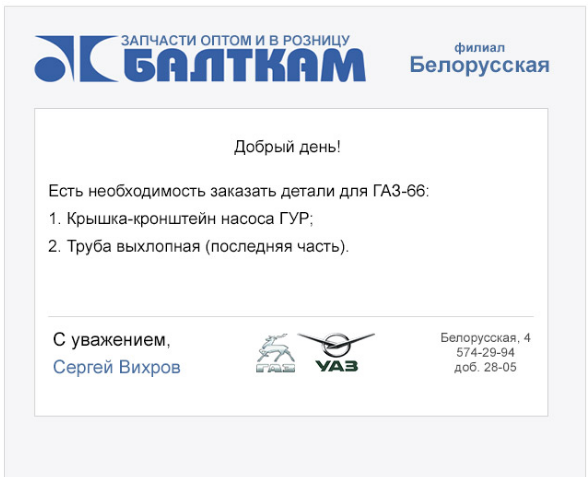 ЗАПЧАСТИ ОПТОМ И В РОЗНИЦУ
БАЛТКАМ
филиал
Белорусская
Добрый день!
Есть необходимость заказать детали для ГАЗ-66:
1. Крышка-кронштейн насоса ГУР;
2. Труба выхлопная (последняя часть).
С уважением,
Сергей Вихров
ГАЗ
УАЗ
Белорусская, 4
574-29-94
доб. 28-05